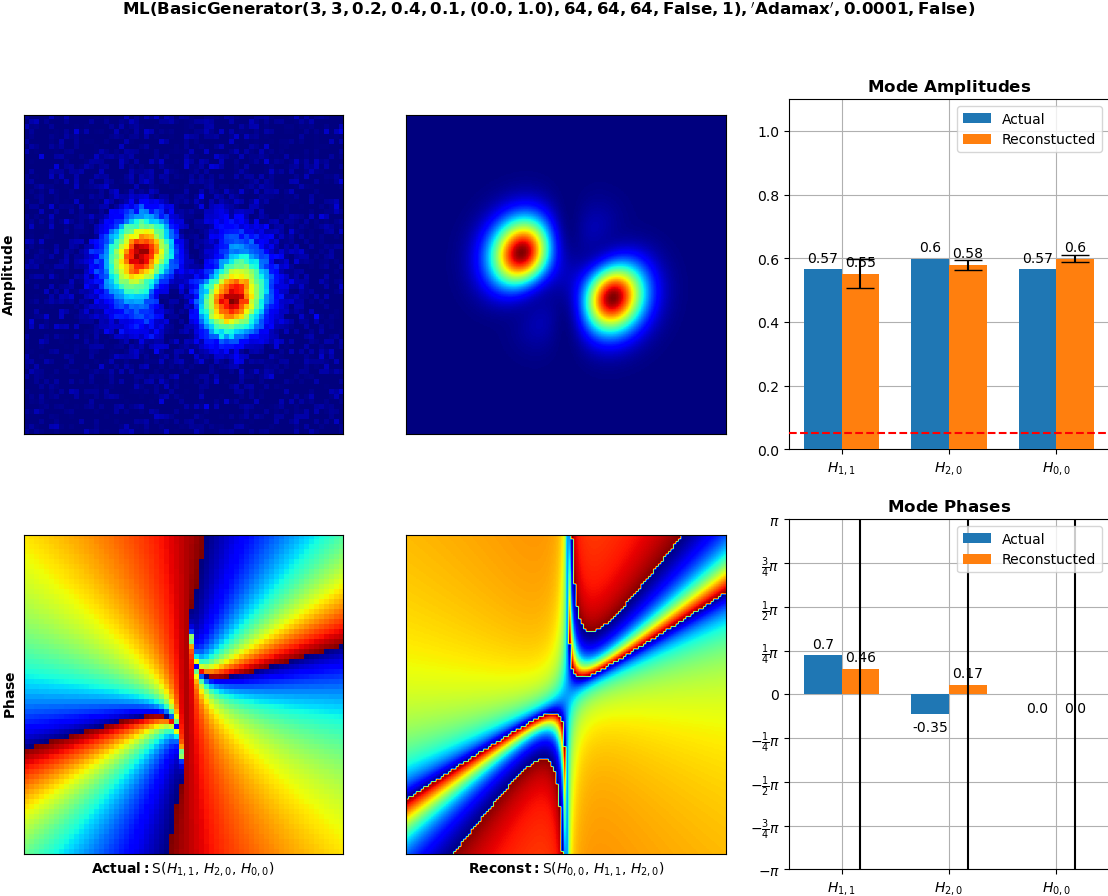 ML(BasicGenerator(3, 3, 0.2, 0.4, 0.1, (0.0, 1.0), 64, 64, 64, False, 1), ′Adamax′, 0.0001, False)
Amplitude
Mode Amplitudes
Actual
Reconstucted
1.0
0.8
0.6
0.4
0.2
0.0
0.57 0.55 0.6 0.58 0.57 0.6
H1,1 H2,0 H0,0
Phase
Actual: S(H1,1, H2,0, H0,0)
Reconst: S(H0,0, H1,1, H2,0)
Mode Phases
Actual
Reconstucted
π
3/4π
1/2π
1/4π
0
−1/4π
−1/2π
−3/4π
−π
0.7 0.46 -0.35 0.17 0.0 0.0
H1,1 H2,0 H0,0